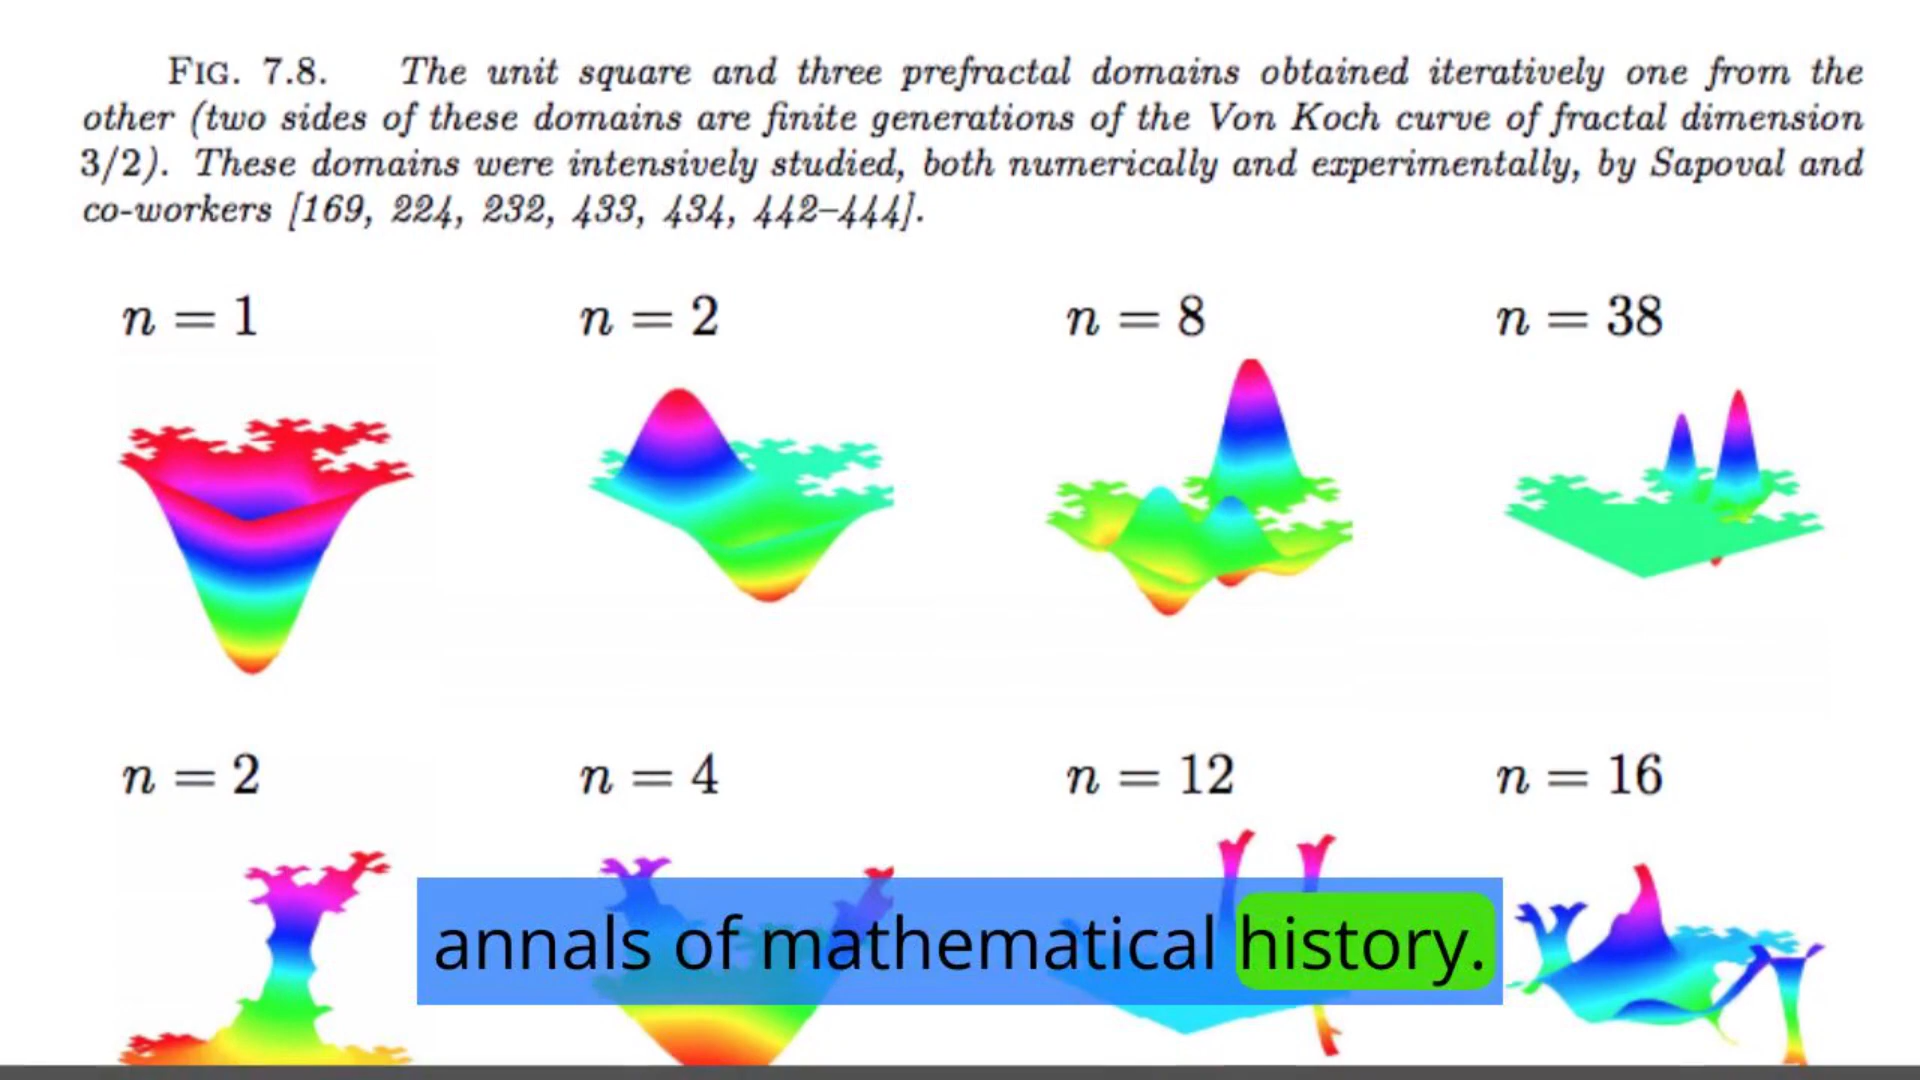 FIG. 7.8. The unit square and three prefractal domains obtained iteratively one from the
other (two sides of these domains are finite generations of the Von Koch curve of fractal dimension
3/2). These domains were intensively studied, both numerically and experimentally, by Sapoval and
co-workers [169, 224, 232, 433, 434, 442–444].
n = 1 n = 2 n = 8 n = 38
n = 2 n = 4 n = 12 n = 16
annals of mathematical history.